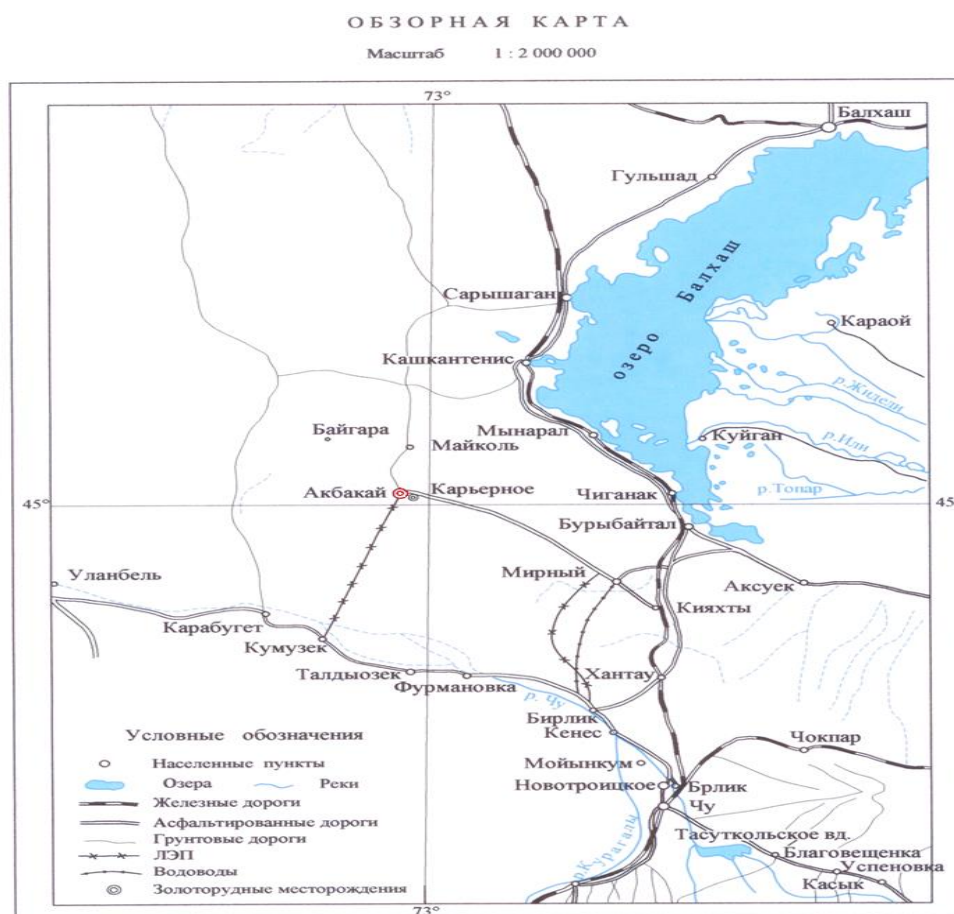 ОБЗОРНАЯ КАРТА
Масштаб 1 : 2 000 000
73°
Балхаш
Гульшад
озеро Балхаш
Сарышаган
Караой
Кашкантенис
р.Жидели
Байгара
Майколь
Мынарал
Куйган
р.Или
Акбакай
Карьерное
Чиганак
р.Топар
45°
45°
Бурыбайтал
Уланбель
Мирный
Аксуек
Карабугет
Кияхты
Кумузек
Талдыозек
Хантау
Фурмановка
р. Чу
Бирлик
Кенес
Чокпар
Мойынкум
Новотроицкое
Брлик
Чу
Тасуткольское вд.
р.Курагалы
Благовещенка
Успеновка
Касык
Условные обозначения
Населенные пункты
Озера Реки
Железные дороги
Асфальтированные дороги
Грунтовые дороги
ЛЭП
Водоводы
Золоторудные месторождения
73°